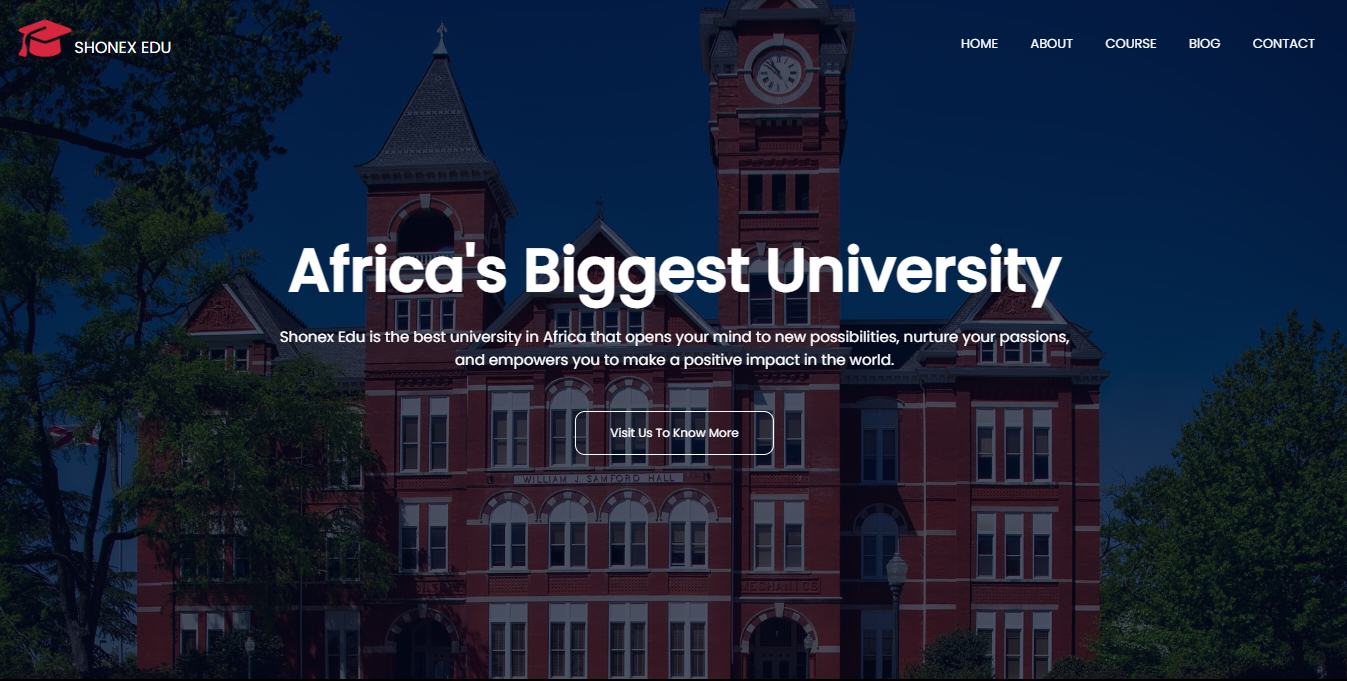 SHONEX EDU
HOME ABOUT COURSE BlOG CONTACT
Africa's Biggest University
Shonex Edu is the best university in Africa that opens your mind to new possibilities, nurture your passions,
and empowers you to make a positive impact in the world.
Visit Us To Know More
WILLIAM J. SAMFORD HALL
MECHANICS